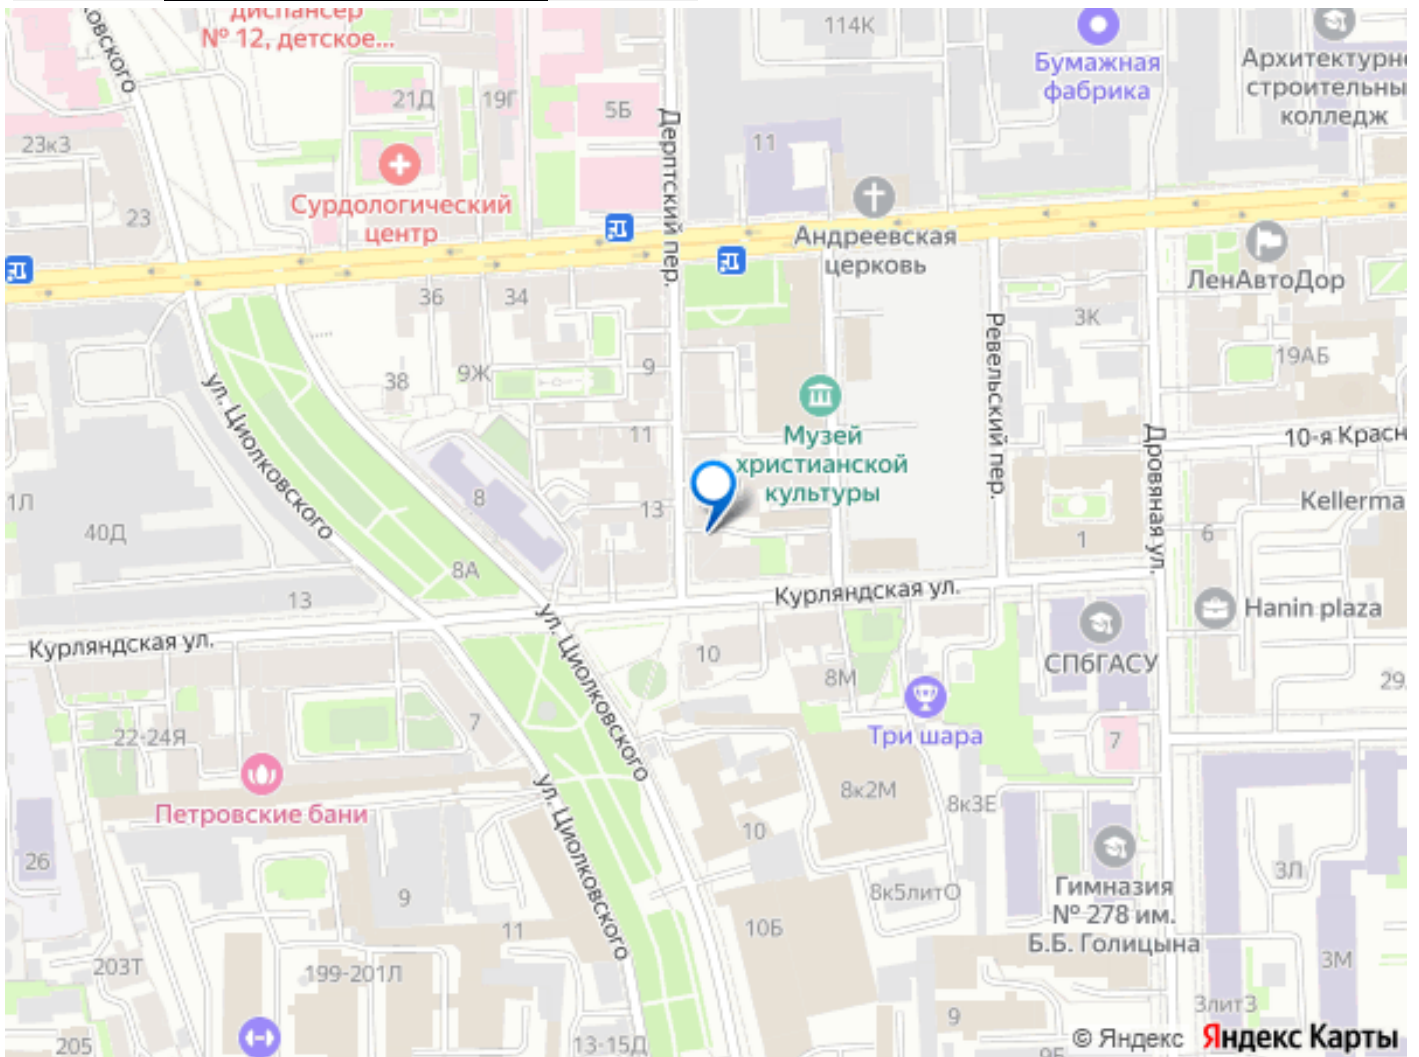 диспансер
№ 12, детское...
ковского
114К
Бумажная
фабрика
Архитектурно
строительны
колледж
21Д
19Г
5Б
Дерптский пер.
11
23к3
Сурдологический
центр
23
Андреевская
церковь
ЛенАвтоДор
36
34
3К
Ревельский пер.
19АБ
9
9Ж
38
ул. Циолковского
Музей
христианской
культуры
11
10-я Красн
Дровяная ул.
8
13
1Л
40Д
Kellerma
1
6
8А
13
Курляндская ул.
Hanin plaza
Курляндская ул.
ул. Циолковского
10
8М
СПбГАСУ
29
7
22-24Я
Три шара
7
Петровские бани
ул. Циолковского
8к2М
8к3Е
10
26
9
8к5литО
Гимназия
№ 278 им.
Б.Б. Голицына
3Л
11
10Б
203Т
199-201Л
3М
3лит3
9
205
13-15Д
© Яндекс Яндекс Карты